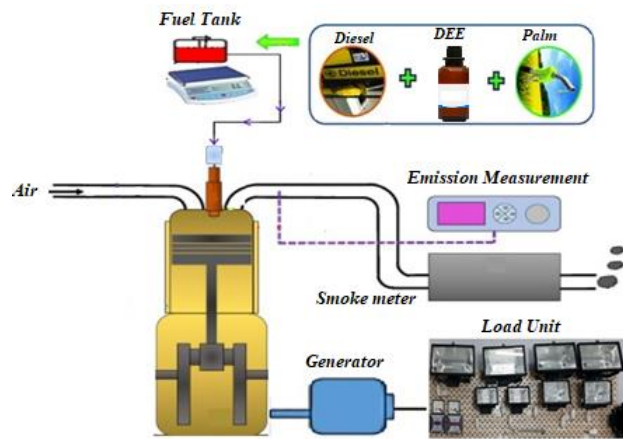 Fuel Tank
Diesel
DEE
Palm
Diesel
Air
Emission Measurement
Smoke meter
Load Unit
Generator